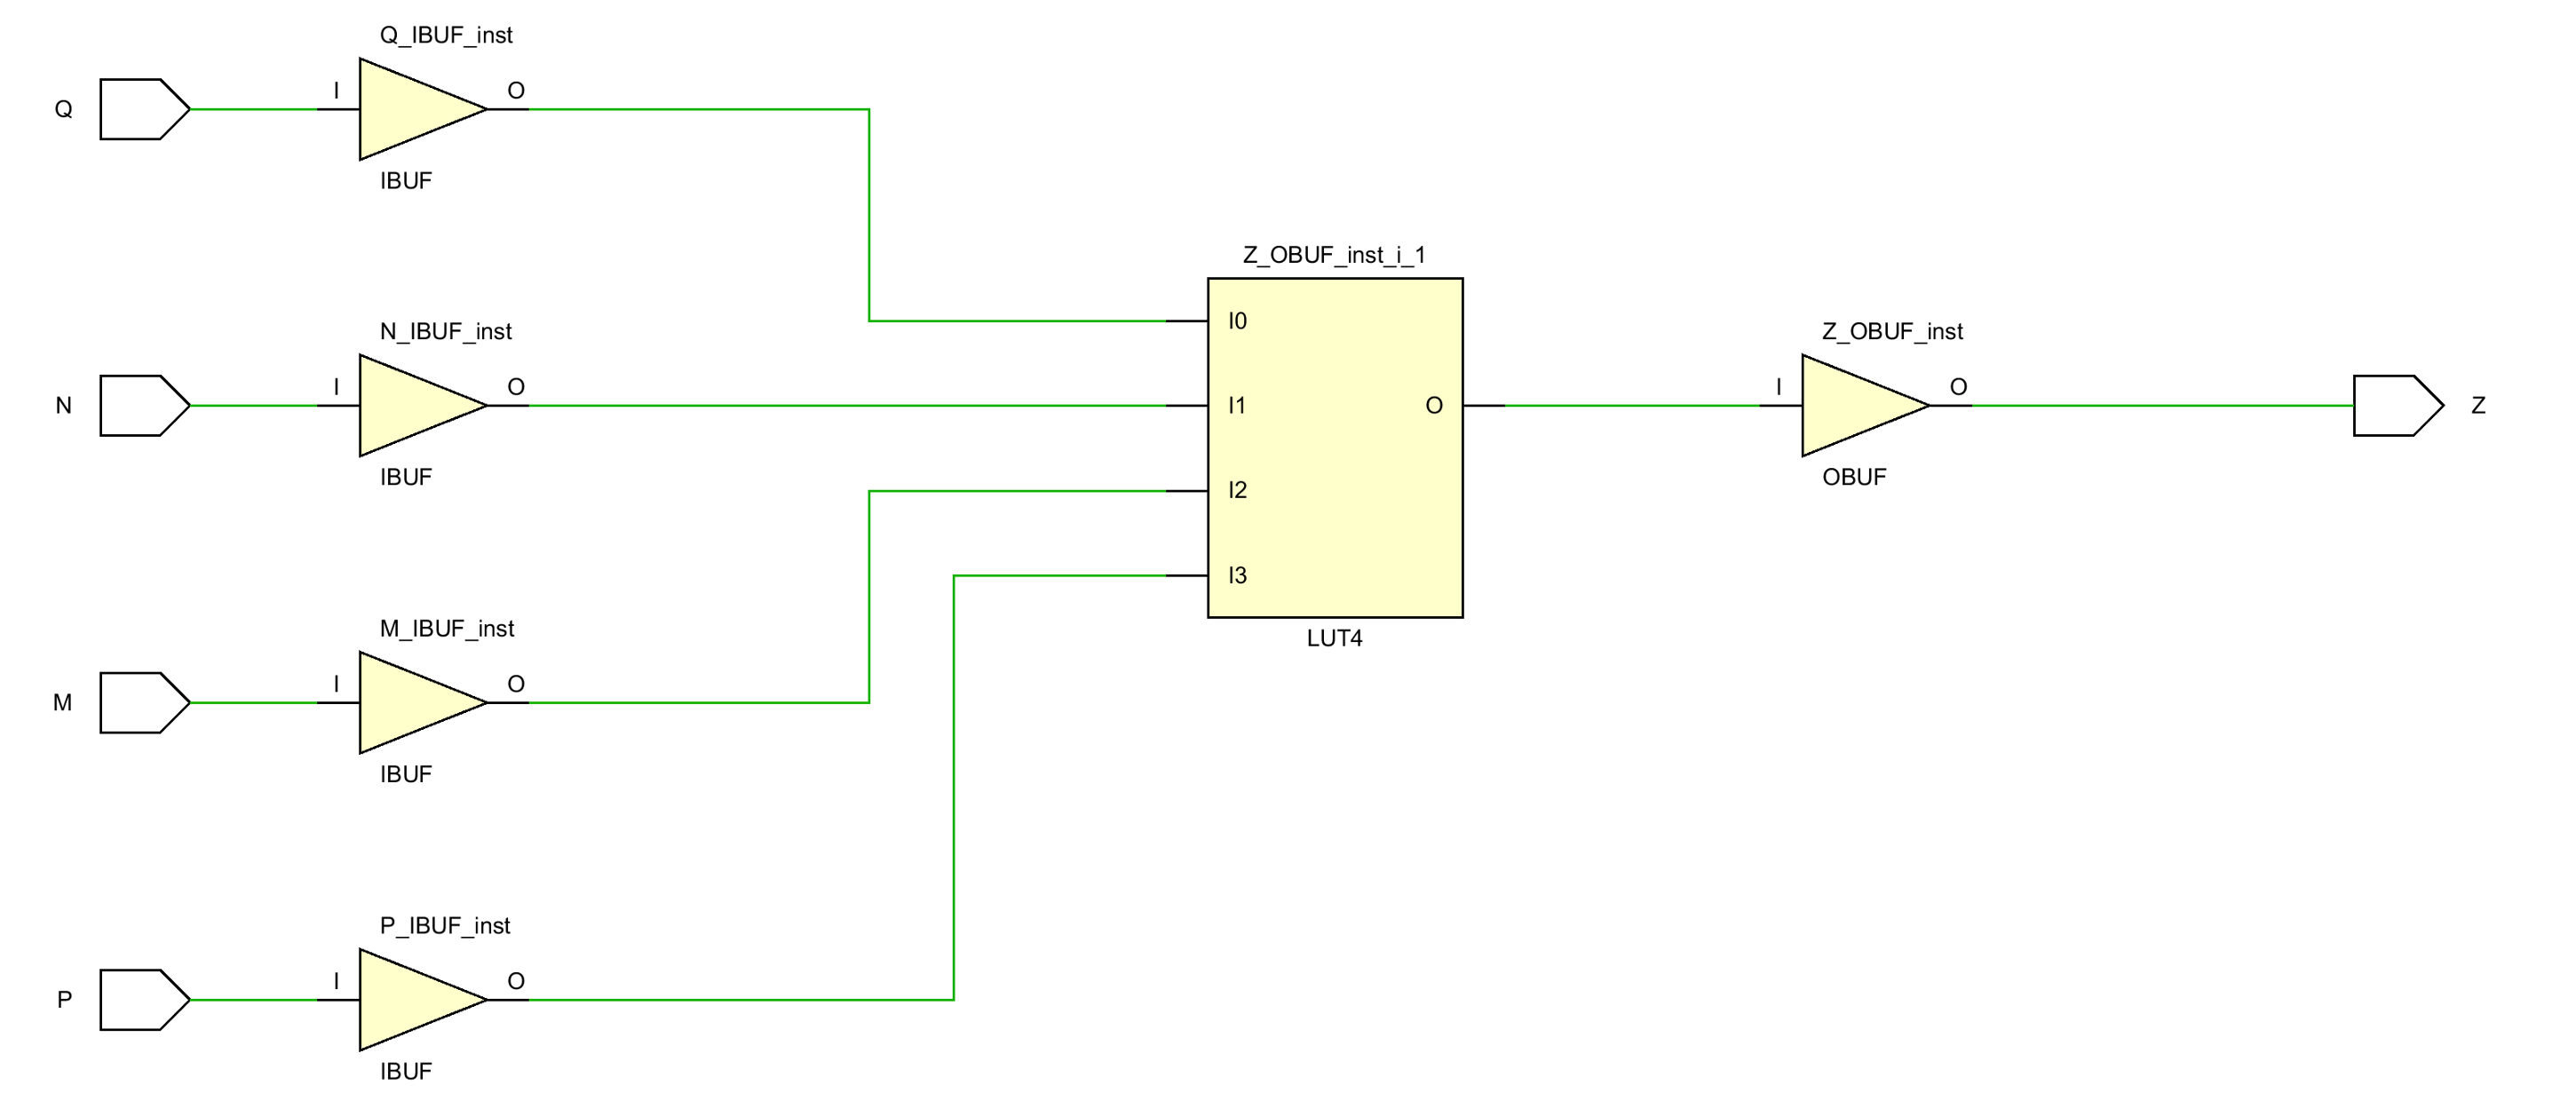 Q_IBUF_inst
Q
I
O
IBUF
Z_OBUF_inst_i_1
I0
N_IBUF_inst
Z_OBUF_inst
N
I
O
I1
O
I
O
Z
IBUF
OBUF
I2
I3
M_IBUF_inst
LUT4
M
I
O
IBUF
P_IBUF_inst
P
I
O
IBUF